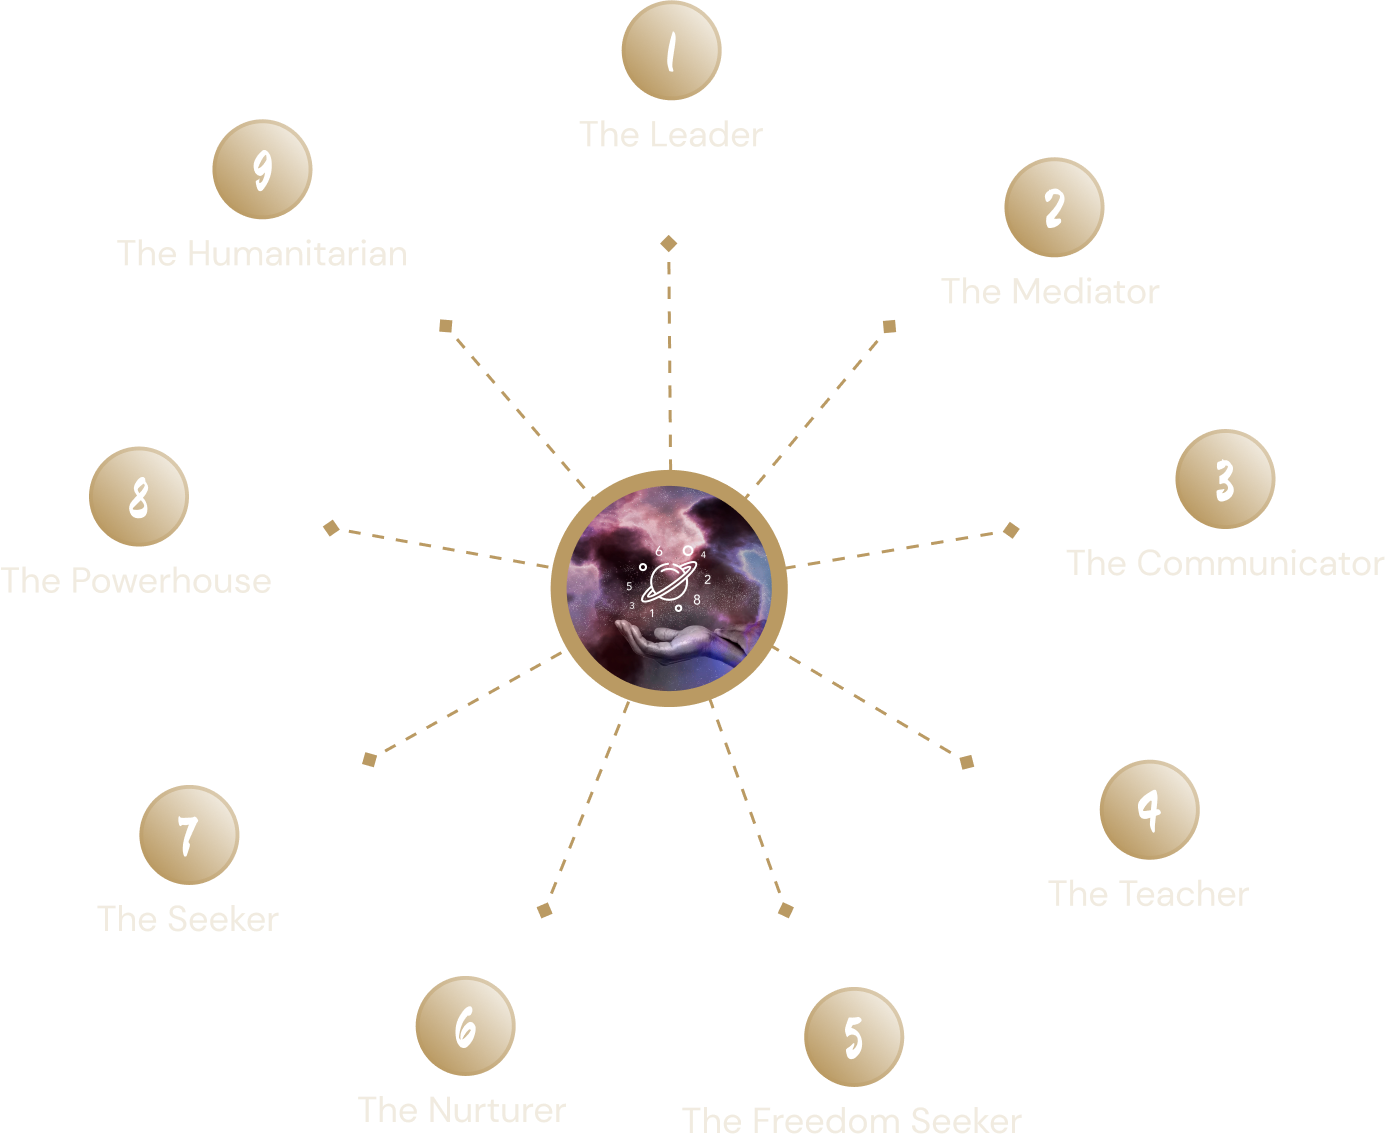 1
The Leader
2
The Mediator
3
The Communicator
4
The Teacher
5
The Freedom Seeker
6
The Nurturer
7
The Seeker
8
The Powerhouse
9
The Humanitarian
6
4
5
2
3
8
1